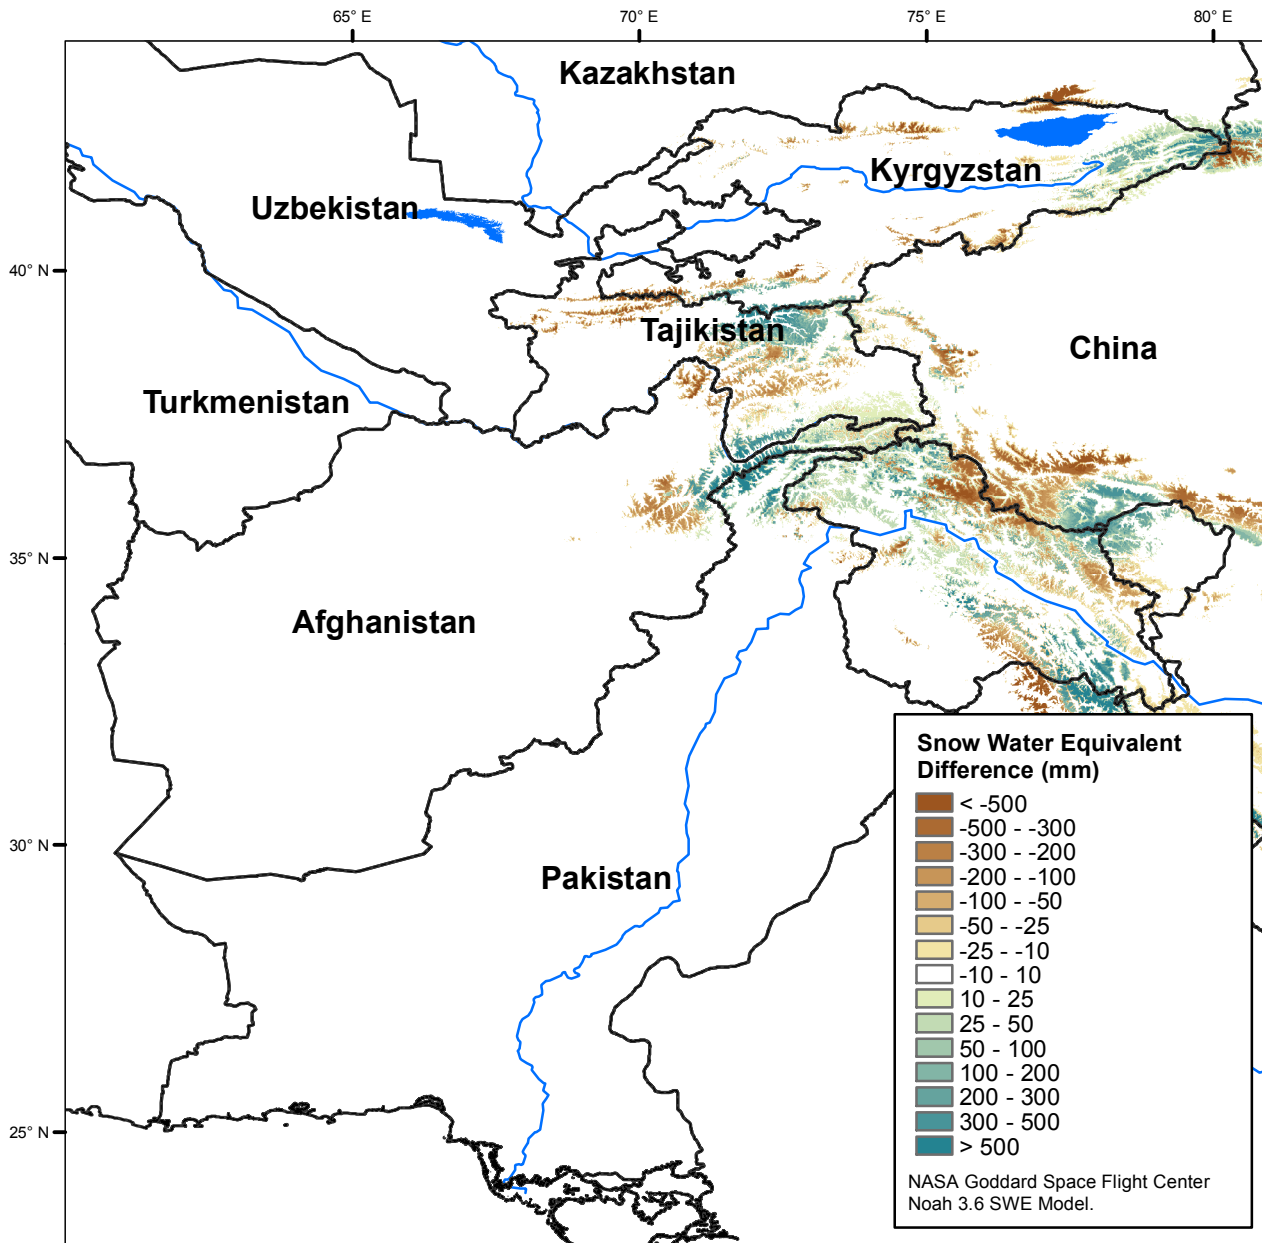 65° E
70° E
75° E
80° E
Kazakhstan
Kyrgyzstan
Uzbekistan
40° N
Tajikistan
China
Turkmenistan
35° N
Afghanistan
30° N
Pakistan
25° N
Snow Water Equivalent
Difference (mm)
< -500
-500 - -300
-300 - -200
-200 - -100
-100 - -50
-50 - -25
-25 - -10
-10 - 10
10 - 25
25 - 50
50 - 100
100 - 200
200 - 300
300 - 500
> 500
NASA Goddard Space Flight Center
Noah 3.6 SWE Model.